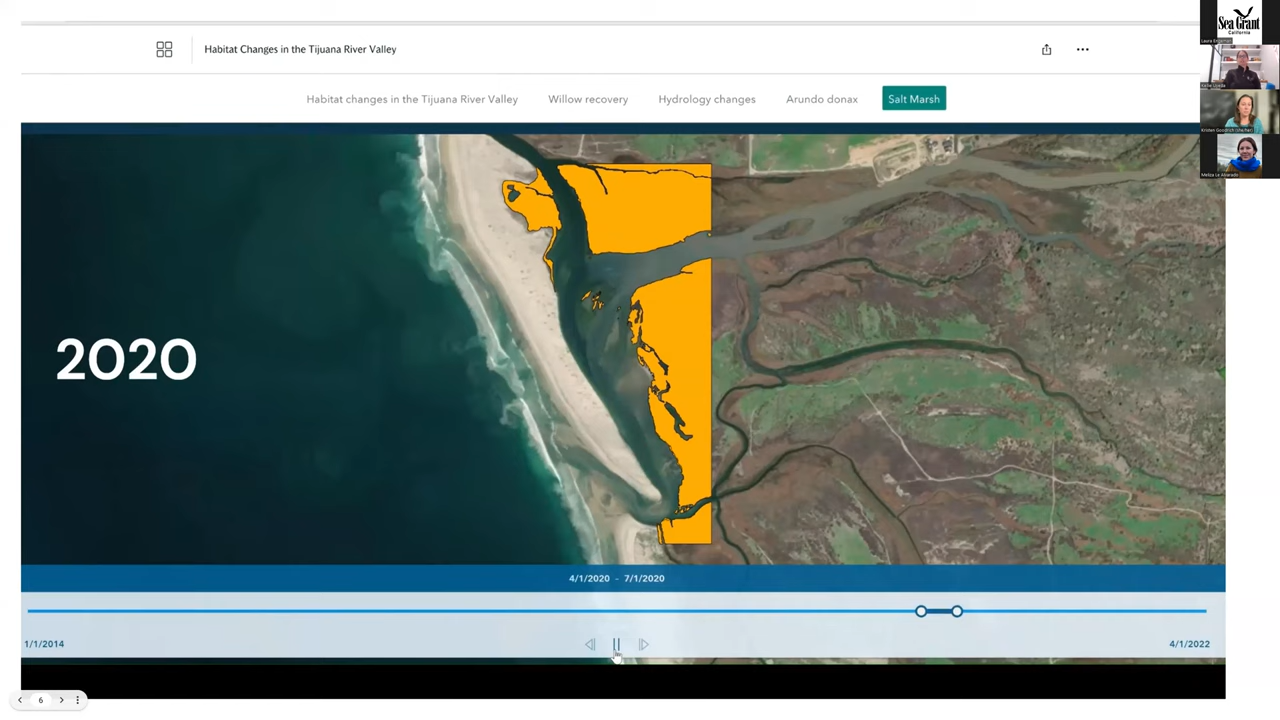 Habitat Changes in the Tijuana River Valley
Habitat changes in the Tijuana River Valley
Willow recovery
Hydrology changes
Arundo donax
Salt Marsh
2020
4/1/2020 - 7/1/2020
1/1/2014
4/1/2022
6
Sea Grant
California